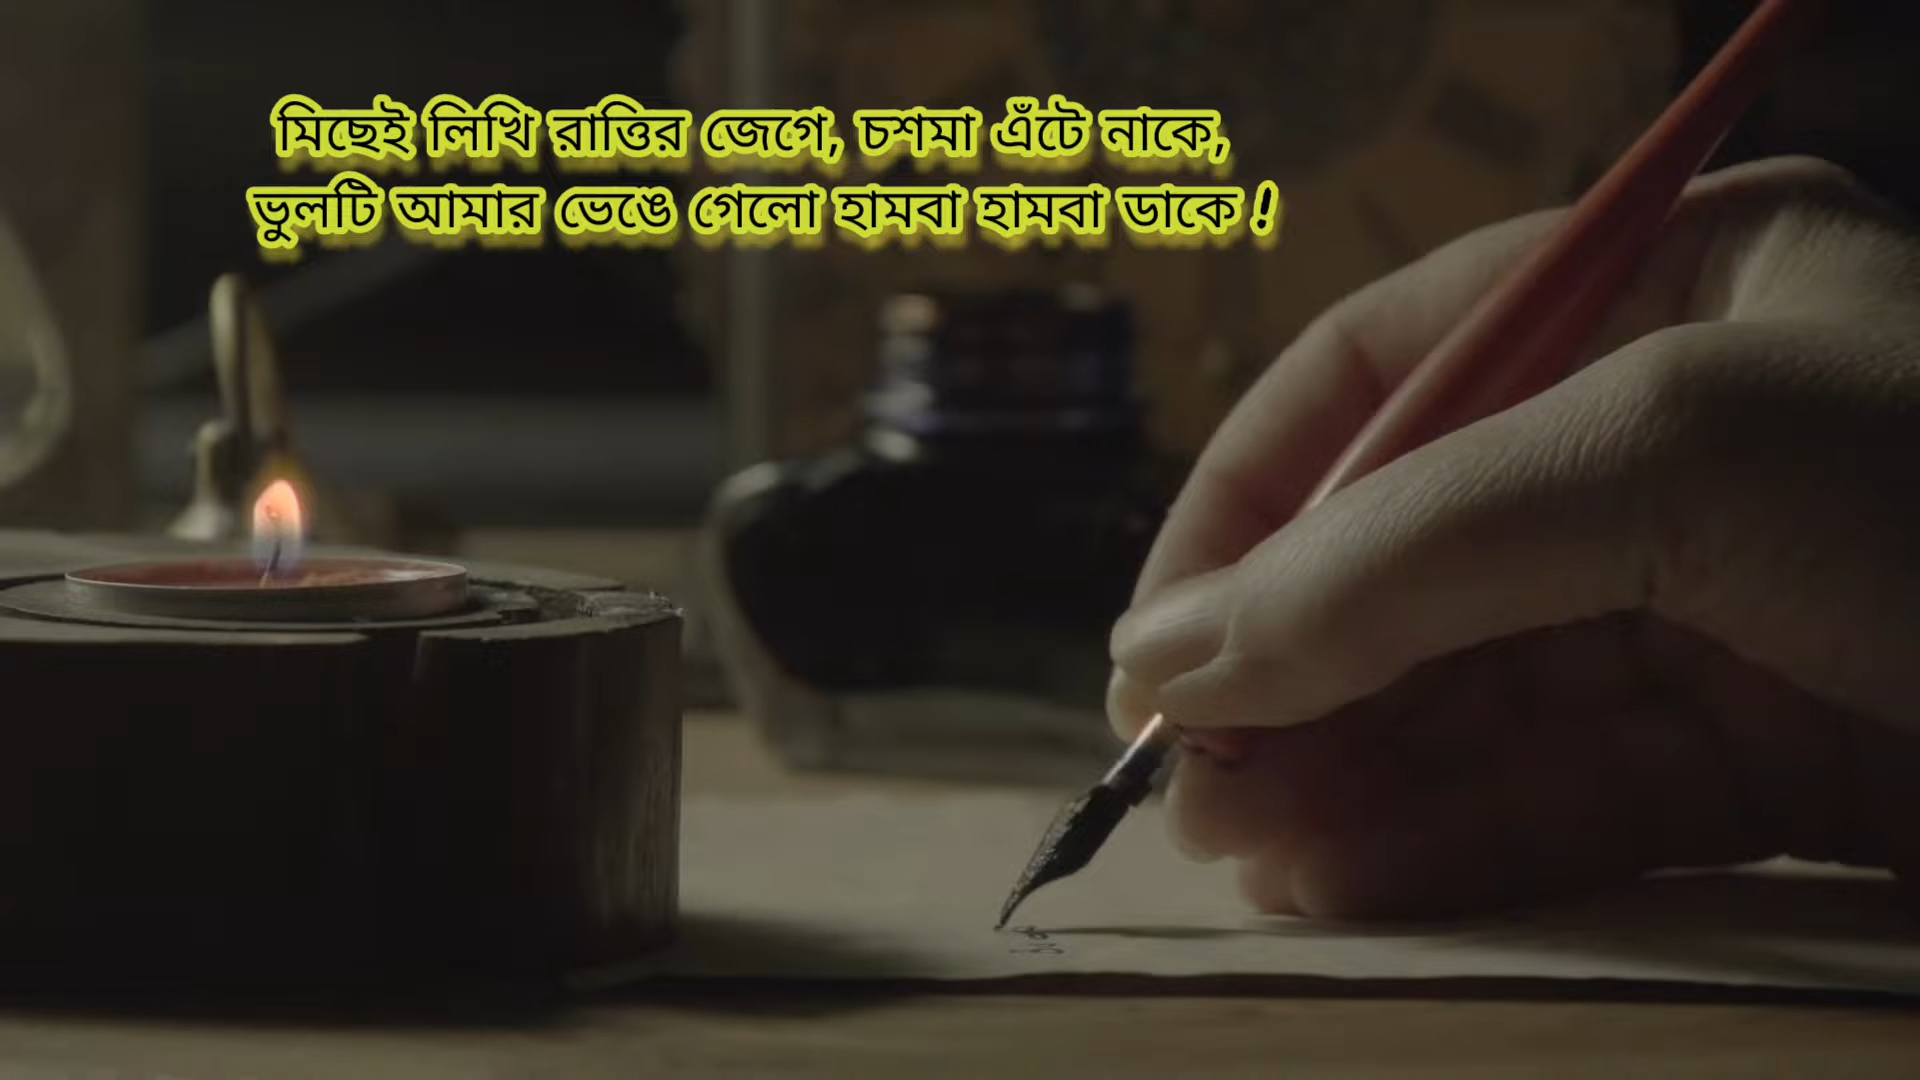 মিছেই লিখি রাত্তির জেগে, চশমা এঁটে নাকে,
ভুলটি আমার ভেঙে গেলো হামবা হামবা ডাকে !